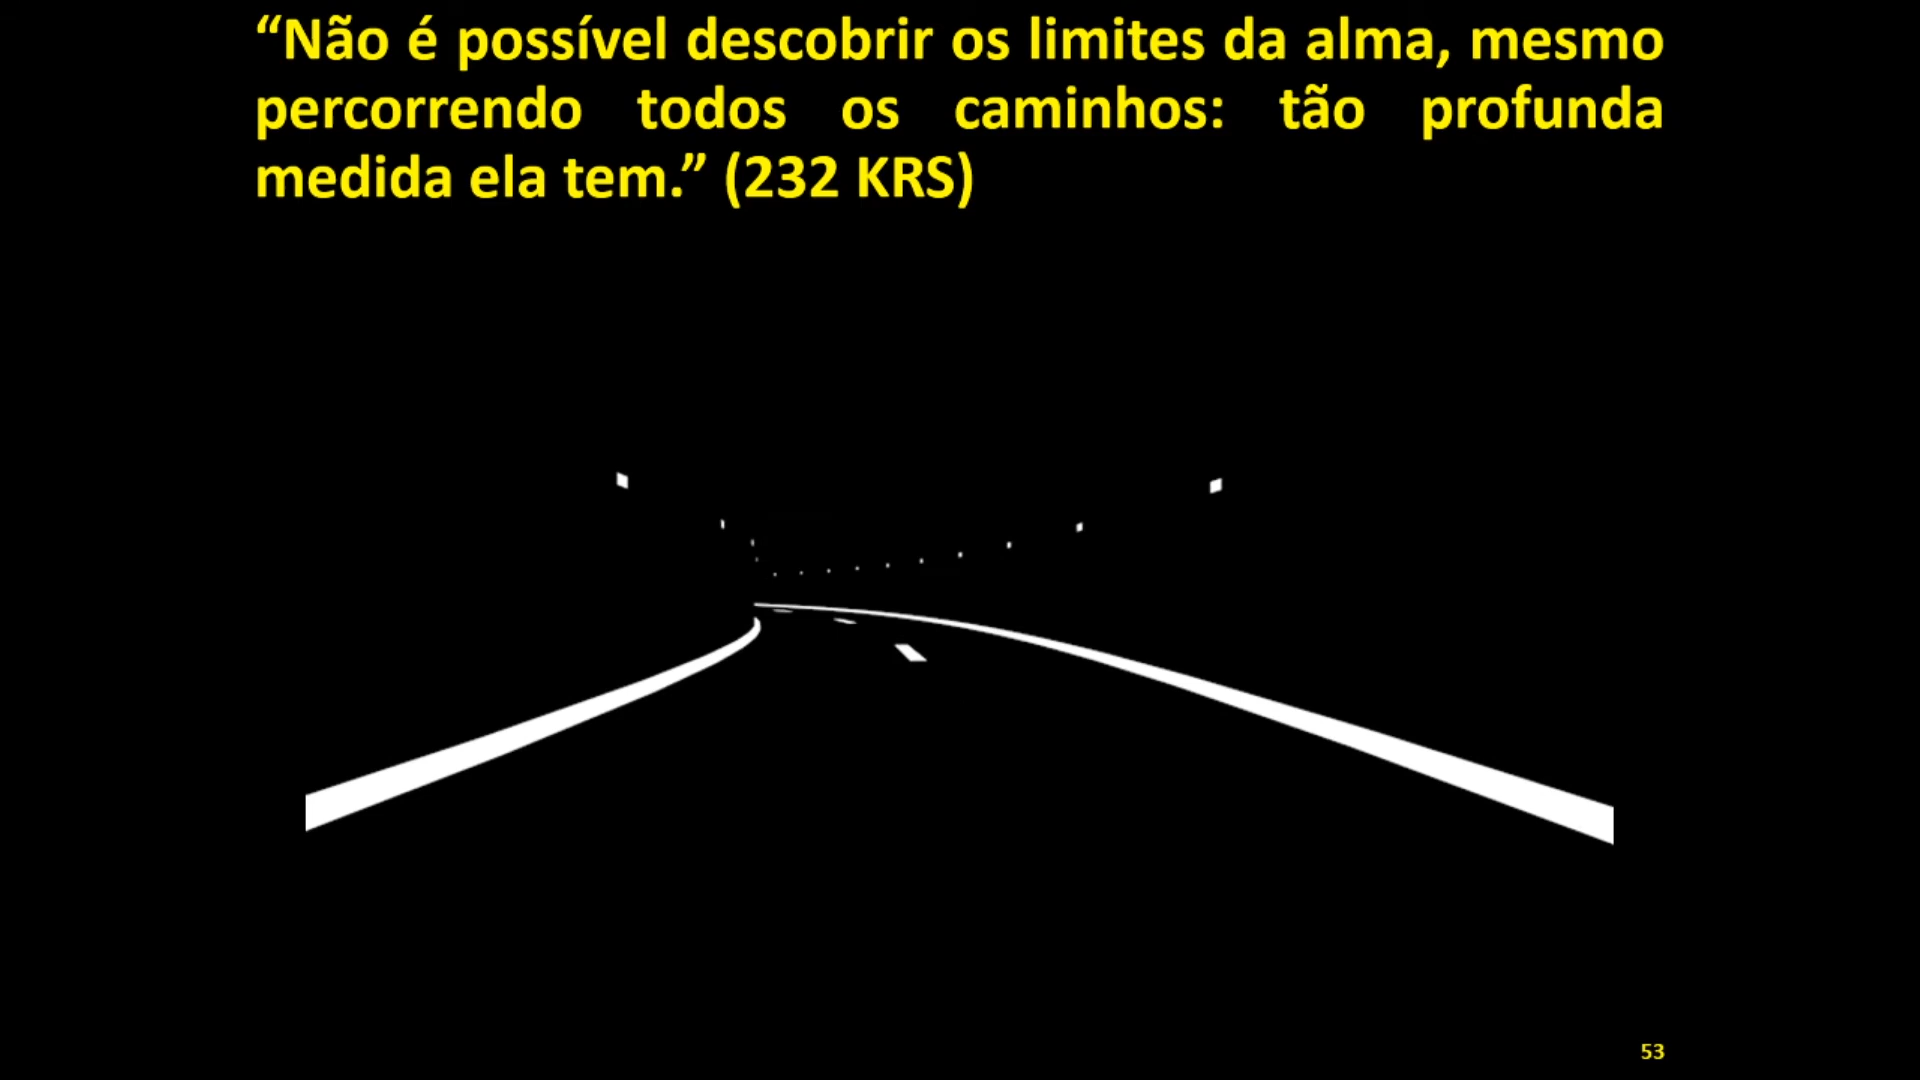 “Não é possível descobrir os limites da alma, mesmo
percorrendo todos os caminhos: tão profunda
medida ela tem.” (232 KRS)
53